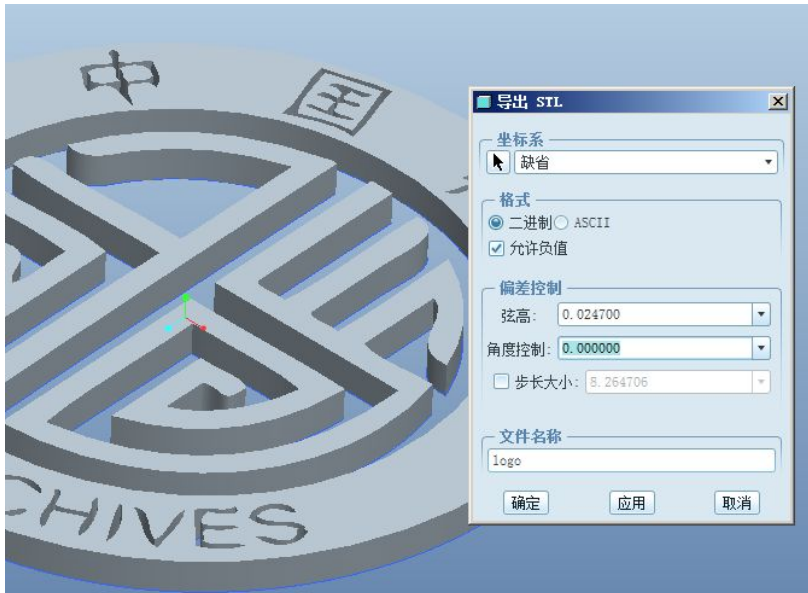 中国
CHIVES
导出 STL
坐标系
缺省
格式
二进制 ASCII
允许负值
偏差控制
弦高: 0.024700
角度控制: 0.000000
步长大小: 8.264706
文件名称
logo
确定 应用 取消